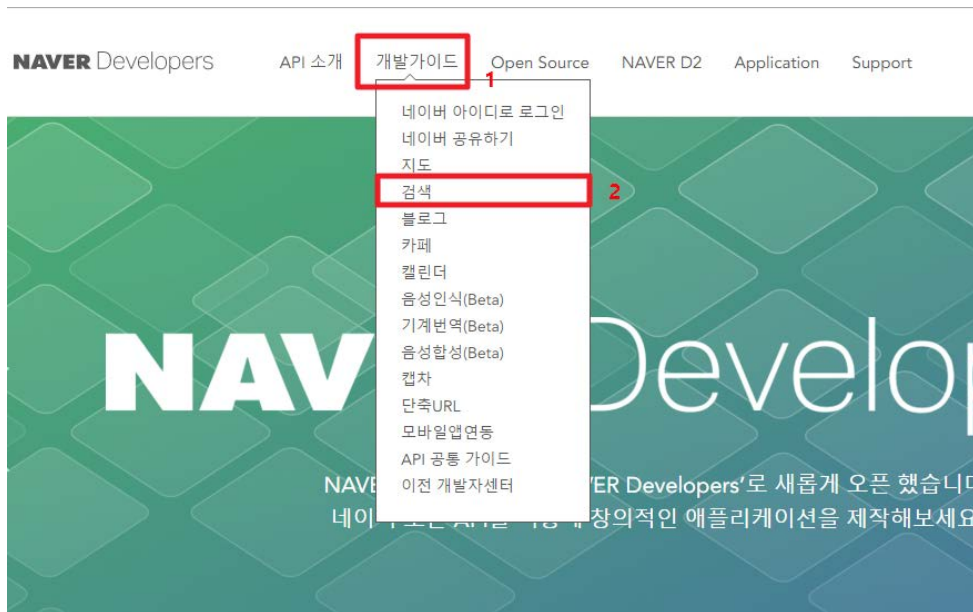 NAVER Developers API 소개 개발가이드 Open Source NAVER D2 Application Support
1
네이버 아이디로 로그인
네이버 공유하기
지도
검색
2
블로그
카페
캘린더
음성인식(Beta)
기계번역(Beta)
음성합성(Beta)
캡차
단축URL
모바일앱연동
API 공통 가이드
이전 개발자센터
NAV Develo
NAVE ER Developers’로 새롭게 오픈 했습니다
네이 창의적인 애플리케이션을 제작해보세요